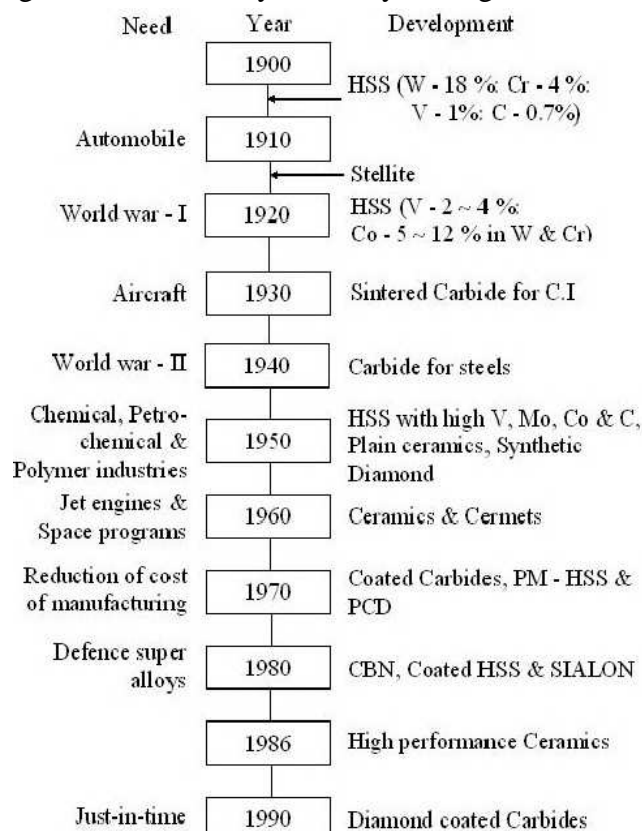 Need Year Development
1900
HSS (W - 18 %: Cr - 4 %:
V - 1%: C - 0.7%)
Automobile 1910
Stellite
World war - I 1920 HSS (V - 2 ~ 4 %:
Co - 5 ~ 12 % in W & Cr)
Aircraft 1930 Sintered Carbide for C.I
World war - II 1940 Carbide for steels
Chemical, Petro-
chemical &
Polymer industries
1950
HSS with high V, Mo, Co & C,
Plain ceramics, Synthetic
Diamond
Jet engines &
Space programs
1960 Ceramics & Cermets
Reduction of cost
of manufacturing
1970
Coated Carbides, PM - HSS &
PCD
Defence super
alloys
1980 CBN, Coated HSS & SIALON
1986 High performance Ceramics
Just-in-time 1990 Diamond coated Carbides